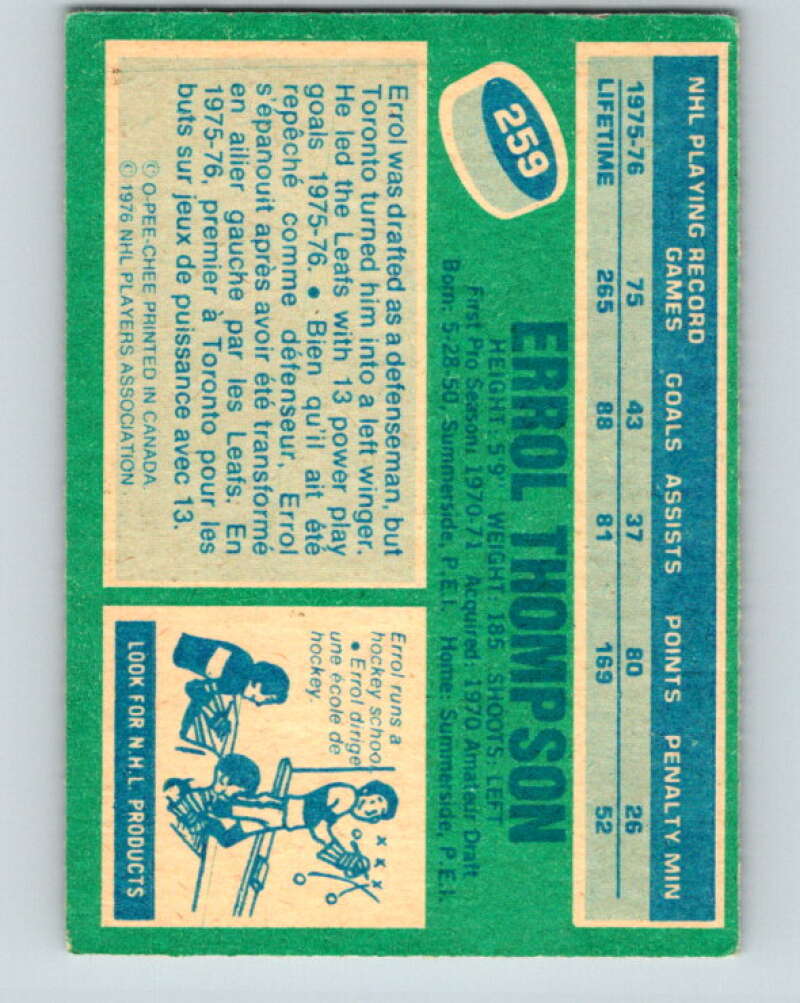 259
ERROL THOMPSON
HEIGHT: 5'9" WEIGHT: 185 SHOOTS: LEFT
First Pro Season: 1970-71 Acquired: 1970 Amateur Draft
Born: 5-28-50, Summerside, P.E.I. Home: Summerside, P.E.I.
NHL PLAYING RECORD
GAMES GOALS ASSISTS POINTS PENALTY MIN
1975-76 75 43 37 80 26
LIFETIME 265 88 81 169 52
Errol was drafted as a defenseman, but
Toronto turned him into a left winger.
He led the Leafs with 13 power play
goals 1975-76. • Bien qu'il ait été
repêché comme défenseur, Errol
s'epanouit après avoir été transformé
en ailier gauche par les Leafs. En
1975-76, premier à Toronto pour les
buts sur jeux de puissance avec 13.
© O-PEE-CHEE PRINTED IN CANADA.
© 1976 NHL PLAYERS ASSOCIATION.
Errol runs a
hockey school
• Errol dirige
une école de
hockey.
LOOK FOR N.H.L. PRODUCTS